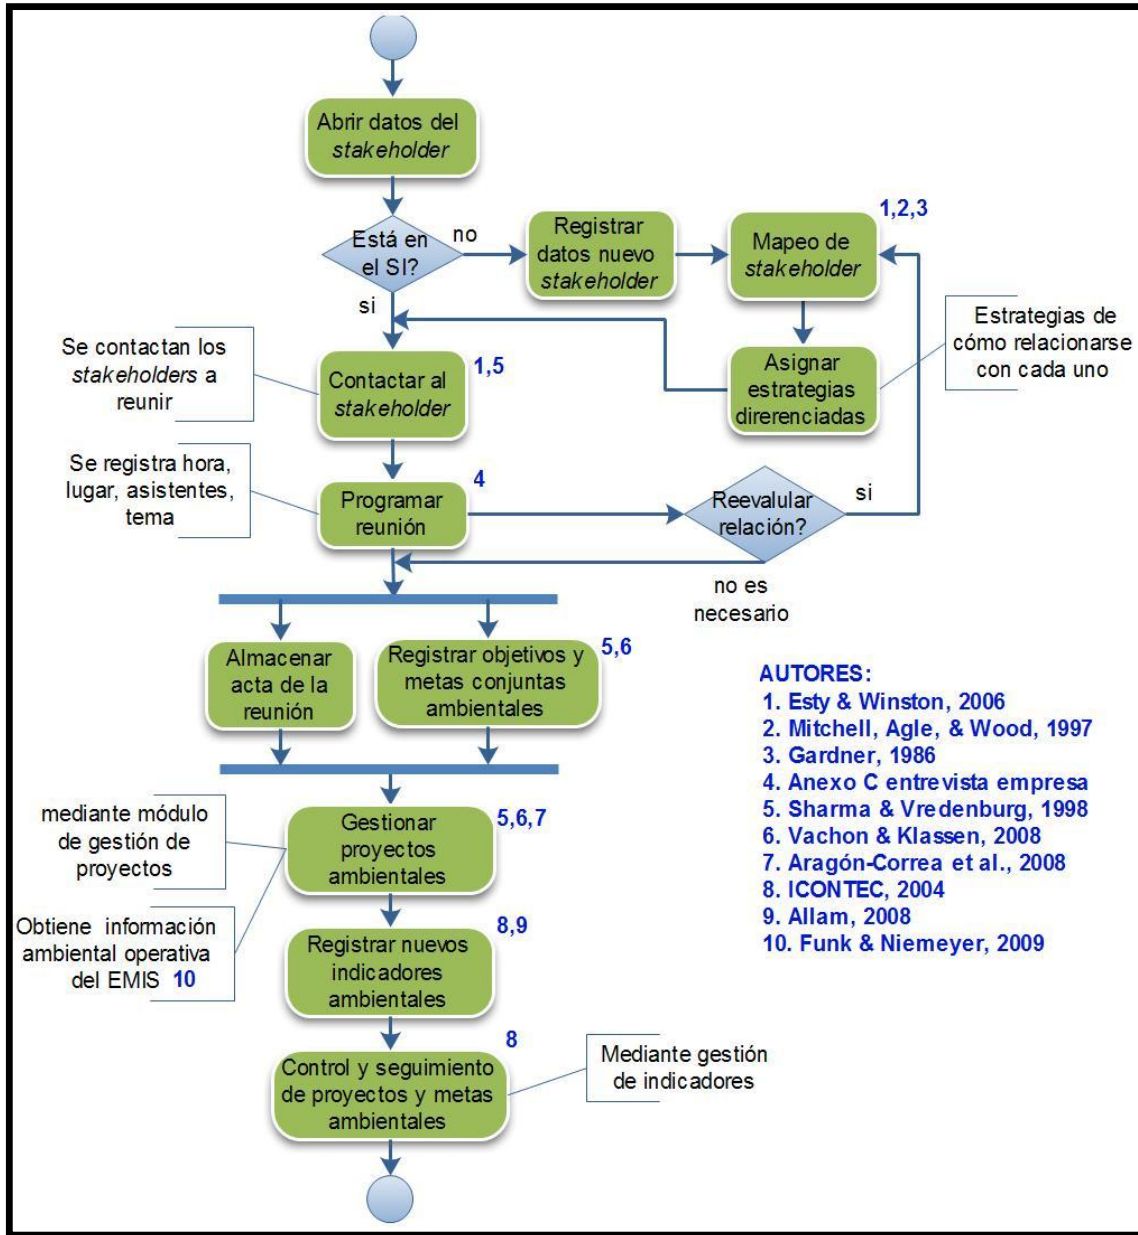 Abrir datos del
stakeholder
Está en
el SI?
no
si
Registrar
datos nuevo
stakeholder
1,2,3
Mapeo de
stakeholder
Estrategias de
cómo relacionarse
con cada uno
Asignar
estrategias
direrenciadas
Se contactan los
stakeholders a
reunir
1,5
Contactar al
stakeholder
Se registra hora,
lugar, asistentes,
tema
4
Programar
reunión
Reevalular
relación?
si
no es
necesario
Almacenar
acta de la
reunión
5,6
Registrar objetivos y
metas conjuntas
ambientales
AUTORES:
1. Esty & Winston, 2006
2. Mitchell, Agle, & Wood, 1997
3. Gardner, 1986
4. Anexo C entrevista empresa
5. Sharma & Vredenburg, 1998
6. Vachon & Klassen, 2008
7. Aragón-Correa et al., 2008
8. ICONTEC, 2004
9. Allam, 2008
10. Funk & Niemeyer, 2009
mediante módulo
de gestión de
proyectos
5,6,7
Gestionar
proyectos
ambientales
Obtiene información
ambiental operativa
del EMIS 10
8,9
Registrar nuevos
indicadores
ambientales
8
Control y seguimiento
de proyectos y metas
ambientales
Mediante gestión
de indicadores